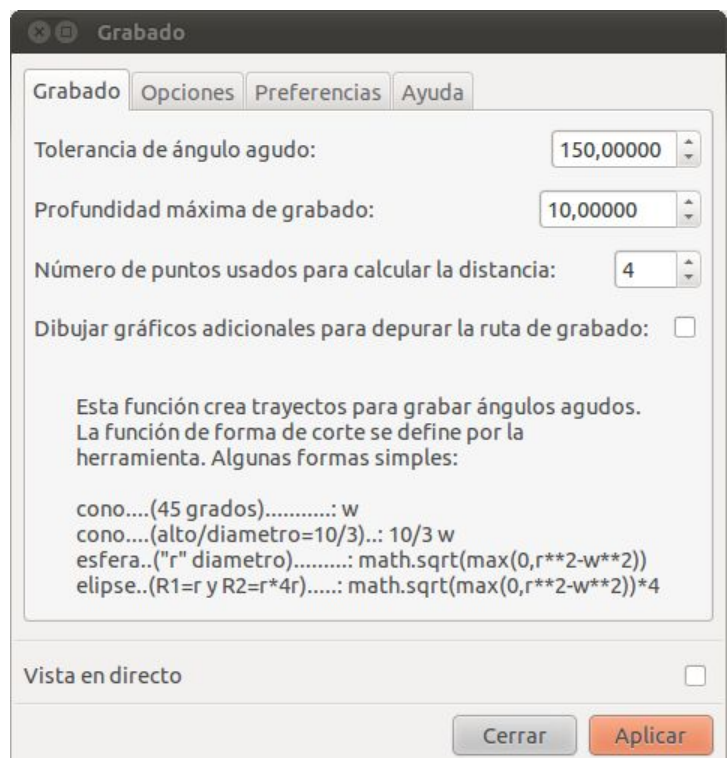 Grabado
Grabado Opciones Preferencias Ayuda
Tolerancia de ángulo agudo: 150,00000
Profundidad máxima de grabado: 10,00000
Número de puntos usados para calcular la distancia: 4
Dibujar gráficos adicionales para depurar la ruta de grabado:
Esta función crea trayectos para grabar ángulos agudos.
La función de forma de corte se define por la
herramienta. Algunas formas simples:
cono....(45 grados)...........: w
cono....(alto/diametro=10/3)..: 10/3 w
esfera..("r" diametro).........: math.sqrt(max(0,r**2-w**2))
elipse..(R1=r y R2=r*4r).....: math.sqrt(max(0,r**2-w**2))*4
Vista en directo
Cerrar Aplicar